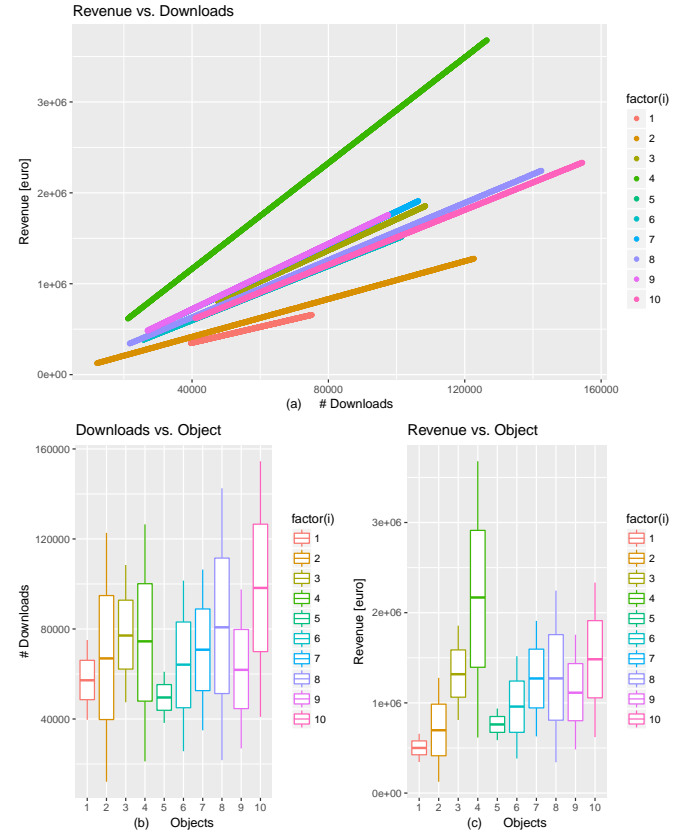 Revenue vs. Downloads
Revenue [euro]
3e+06
2e+06
1e+06
0e+00
40000 80000 120000 160000
(a) # Downloads
factor(i)
1
2
3
4
5
6
7
8
9
10
Downloads vs. Object
# Downloads
160000
120000
80000
40000
1 2 3 4 5 6 7 8 9 10
(b) Objects
factor(i)
1
2
3
4
5
6
7
8
9
10
Revenue vs. Object
Revenue [euro]
3e+06
2e+06
1e+06
0e+00
1 2 3 4 5 6 7 8 9 10
(c) Objects
factor(i)
1
2
3
4
5
6
7
8
9
10